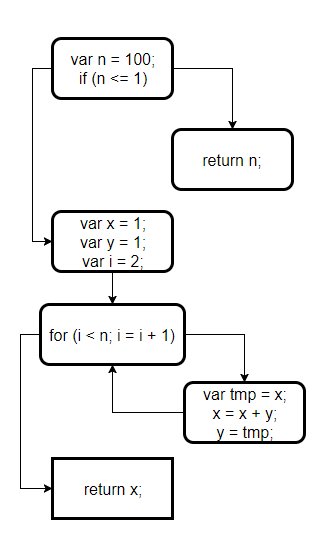 var n = 100;
if (n <= 1)
return n;
var x = 1;
var y = 1;
var i = 2;
for (i < n; i = i + 1)
var tmp = x;
x = x + y;
y = tmp;
return x;